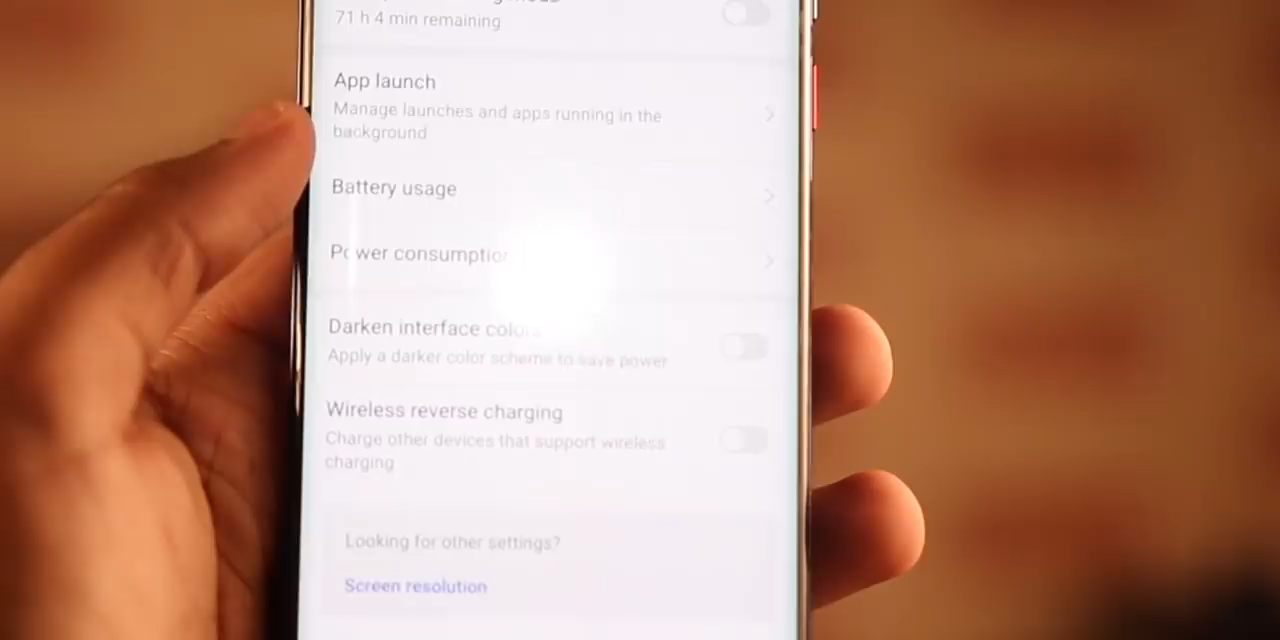 71 h 4 min remaining
App launch
Manage launches and apps running in the
background
Battery usage
Power consumption
Darken interface colors
Apply a darker color scheme to save power
Wireless reverse charging
Charge other devices that support wireless
charging
Looking for other settings?
Screen resolution